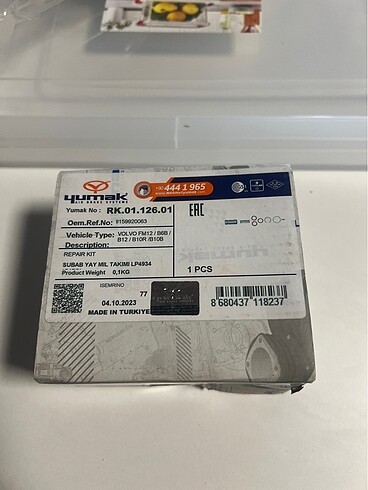 yumak
AIR BRAKE SYSTEMS
+90 444 1 965
Yumak No : RK.01.126.01
Oem.Ref.No:
EAC
Vehicle Type: VOLVO FM12 / B6B /
B12 / B10R /B10B
Description:
REPAIR KIT
SUBAB YAY MIL TAKIMI LP4934
Product Weight 0,1KG
1 PCS
ISEMRINO
77
04.10.2023
MADE IN TURKIYE
8 680437 118237